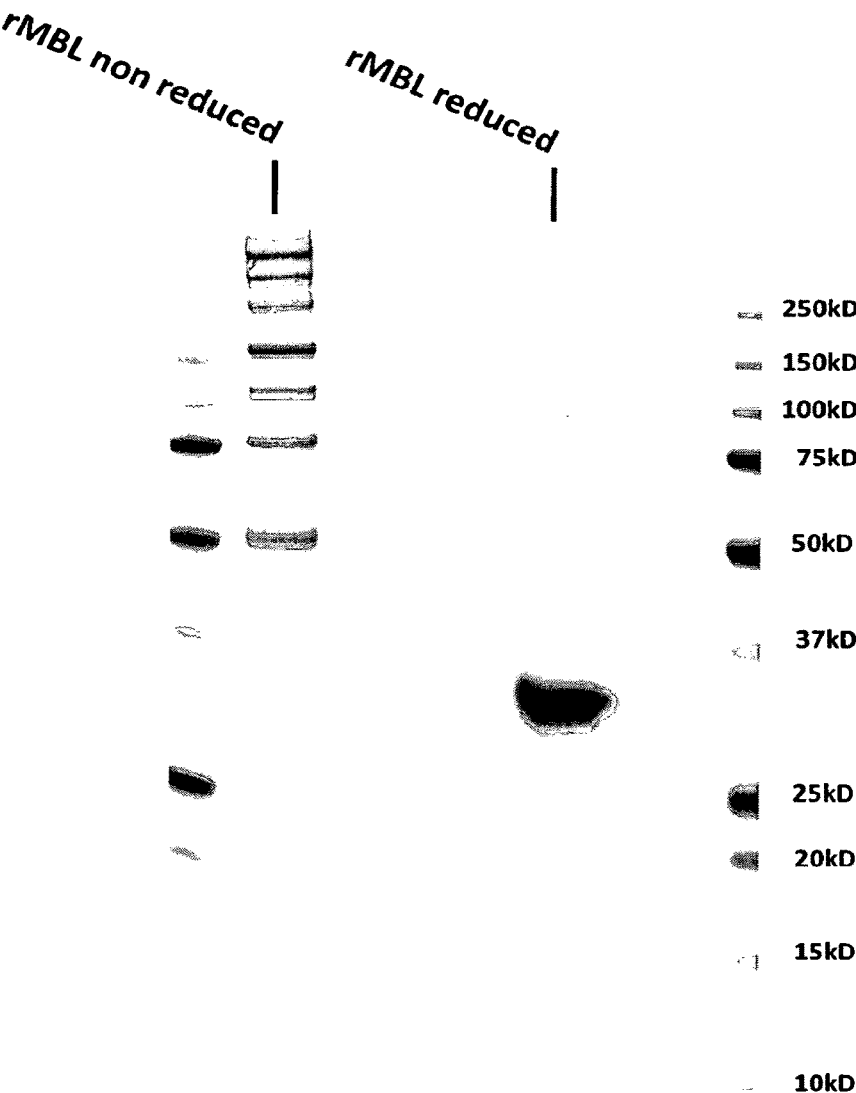 rMBL non reduced
rMBL reduced
250kD
150kD
100kD
75kD
50kD
37kD
25kD
20kD
15kD
10kD